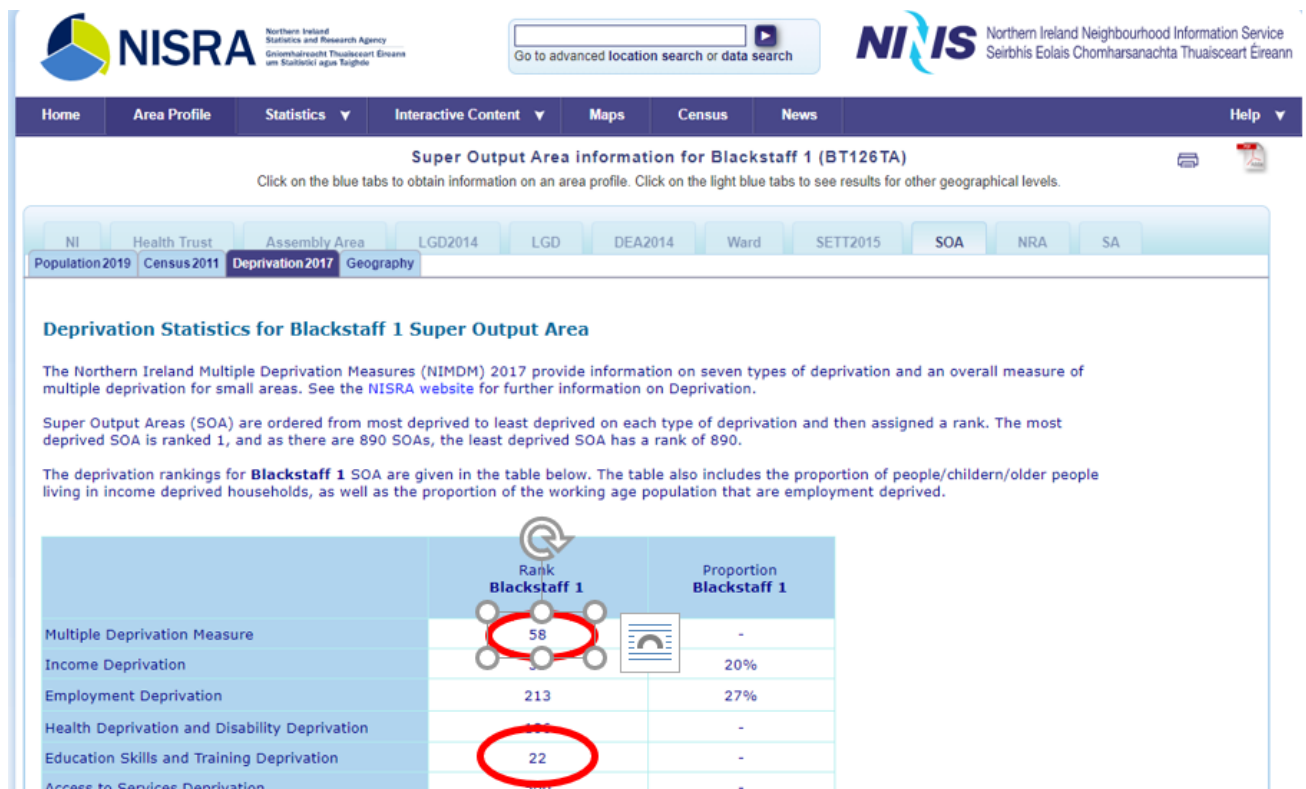 NISRA
Northern Ireland
Statistics and Research Agency
Gníomhaireacht Thuaisceart Éireann
um Staitisticí agus Taighde
Go to advanced location search or data search
NINIS
Northern Ireland Neighbourhood Information Service
Seirbhís Eolais Chomharsanachta Thuaisceart Éireann
Home Area Profile Statistics Interactive Content Maps Census News Help
Super Output Area information for Blackstaff 1 (BT126TA)
Click on the blue tabs to obtain information on an area profile. Click on the light blue tabs to see results for other geographical levels.
NI Health Trust Assembly Area LGD2014 LGD DEA2014 Ward SETT2015 SOA NRA SA
Population 2019 Census 2011 Deprivation 2017 Geography
Deprivation Statistics for Blackstaff 1 Super Output Area
The Northern Ireland Multiple Deprivation Measures (NIMDM) 2017 provide information on seven types of deprivation and an overall measure of
multiple deprivation for small areas. See the NISRA website for further information on Deprivation.
Super Output Areas (SOA) are ordered from most deprived to least deprived on each type of deprivation and then assigned a rank. The most
deprived SOA is ranked 1, and as there are 890 SOAs, the least deprived SOA has a rank of 890.
The deprivation rankings for Blackstaff 1 SOA are given in the table below. The table also includes the proportion of people/childern/older people
living in income deprived households, as well as the proportion of the working age population that are employment deprived.
Rank Proportion
Blackstaff 1 Blackstaff 1
Multiple Deprivation Measure 58 -
Income Deprivation 20%
Employment Deprivation 213 27%
Health Deprivation and Disability Deprivation -
Education Skills and Training Deprivation 22 -
Access to Services Deprivation -